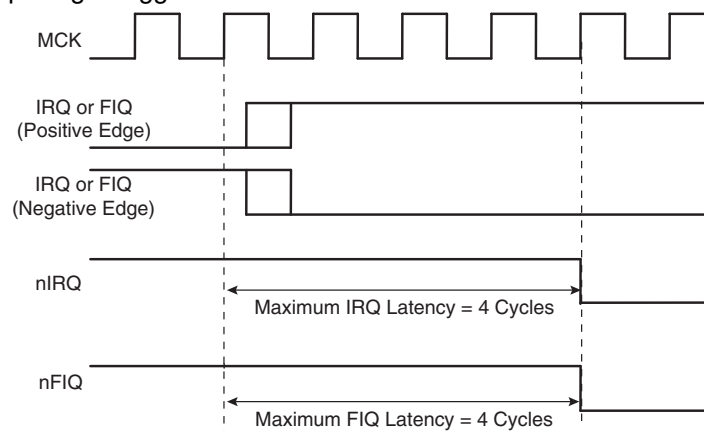 MCK
IRQ or FIQ
(Positive Edge)
IRQ or FIQ
(Negative Edge)
nIRQ
Maximum IRQ Latency = 4 Cycles
nFIQ
Maximum FIQ Latency = 4 Cycles